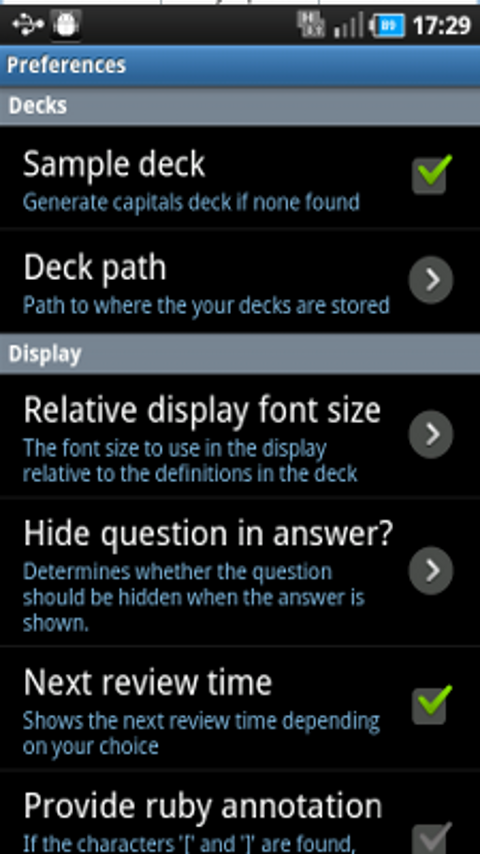 17:29
Preferences
Decks
Sample deck
Generate capitals deck if none found
Deck path
Path to where the your decks are stored
Display
Relative display font size
The font size to use in the display
relative to the definitions in the deck
Hide question in answer?
Determines whether the question
should be hidden when the answer is
shown.
Next review time
Shows the next review time depending
on your choice
Provide ruby annotation
If the characters '[' and ']' are found,